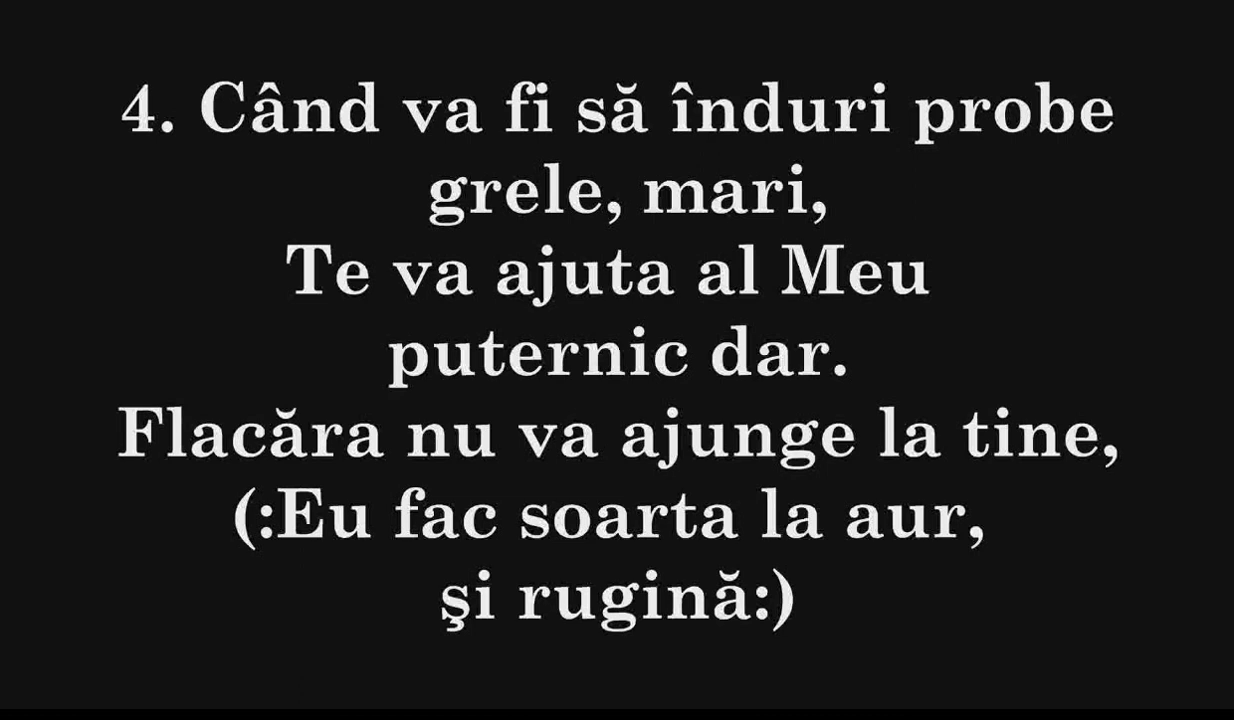 4. Când va fi să înduri probe
grele, mari,
Te va ajuta al Meu
puternic dar.
Flacăra nu va ajunge la tine,
(:Eu fac soarta la aur,
şi rugină:)